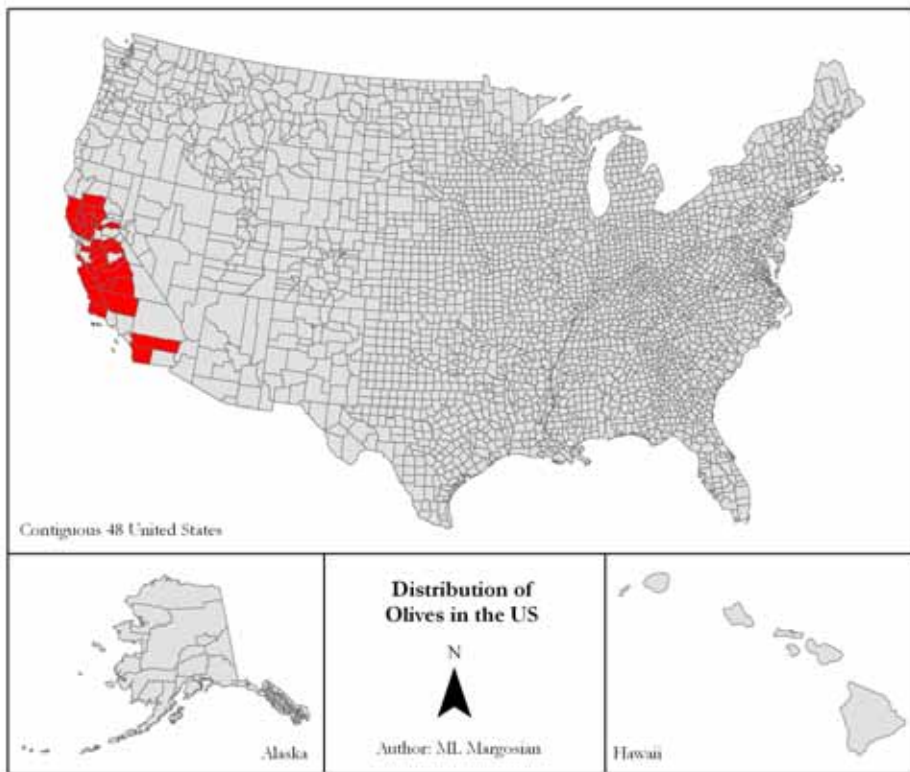 Contiguous 48 United States
Alaska
Distribution of
Olives in the US
N
Author: ML Margosian
Hawaii